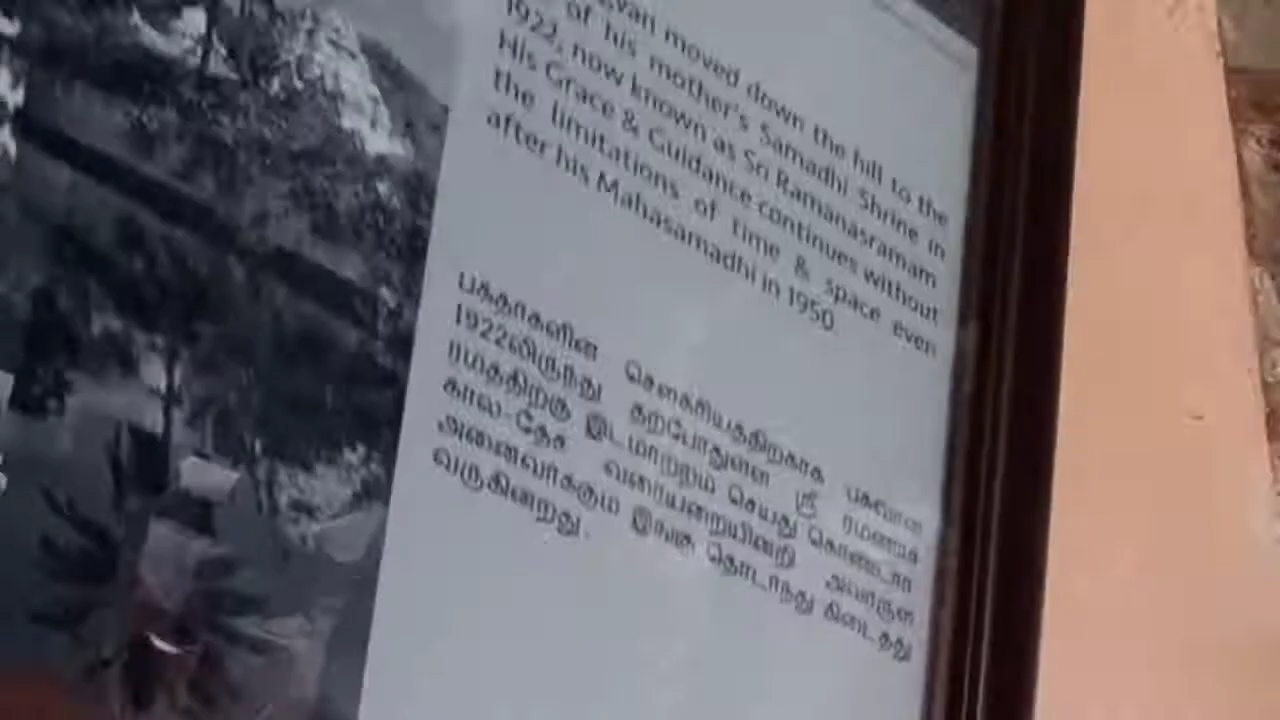 moved down the hill to the
of his mother's Samadhi Shrine in
1922, now known as Sri Ramanasramam
His Grace & Guidance continues without
the limitations of time & space even
after his Mahasamadhi in 1950
பக்தர்களின் சௌகரியத்திற்காக பகவான்
1922லிருந்து தற்போதுள்ள ஸ்ரீ ரமணாச்
ரமத்திற்கு இடமாற்றம் செய்து கொண்டார்
கால-தேச வரையறையின்றி அவரருள்
அனைவர்க்கும் இங்கு தொடர்ந்து கிடைத்து
வருகின்றது.